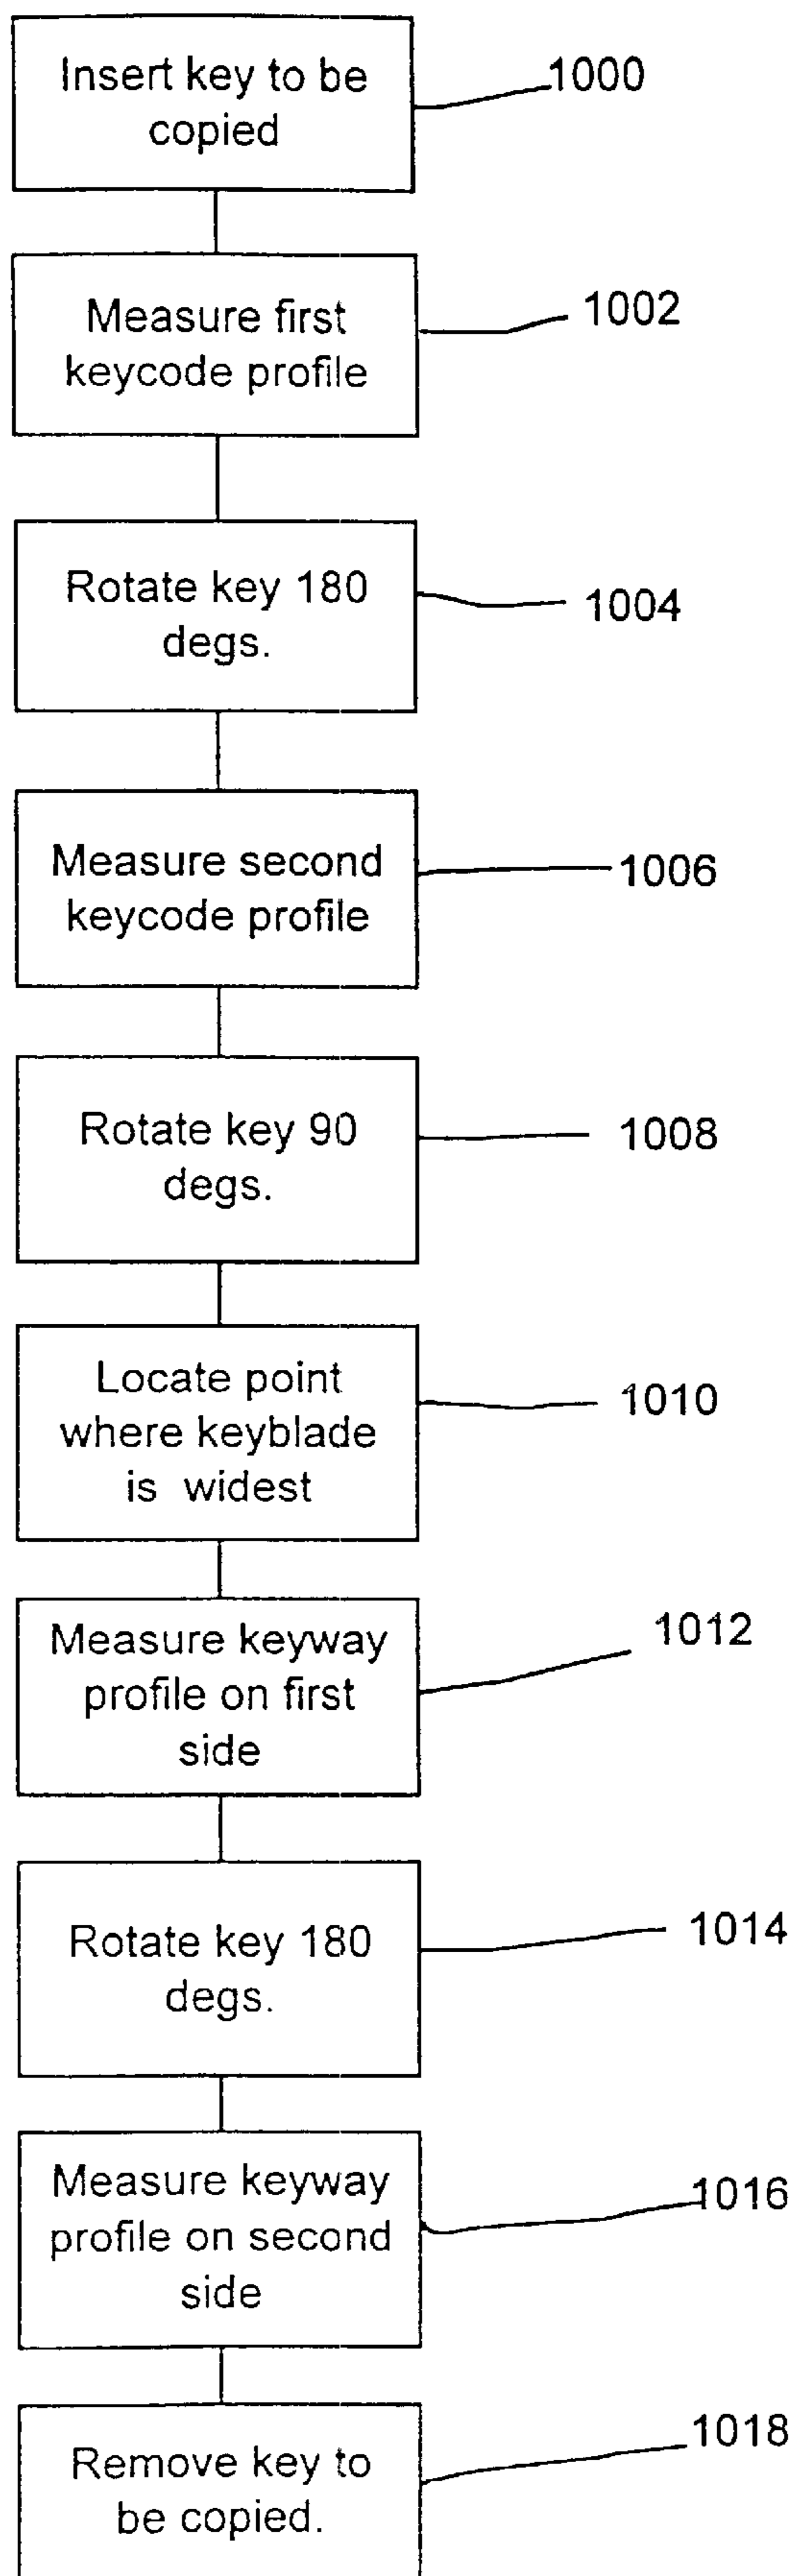 Insert key to be
copied
1000
Measure first
keycode profile
1002
Rotate key 180
degs.
1004
Measure second
keycode profile
1006
Rotate key 90
degs.
1008
Locate point
where keyblade
is widest
1010
Measure keyway
profile on first
side
1012
Rotate key 180
degs.
1014
Measure keyway
profile on second
side
1016
Remove key to
be copied.
1018